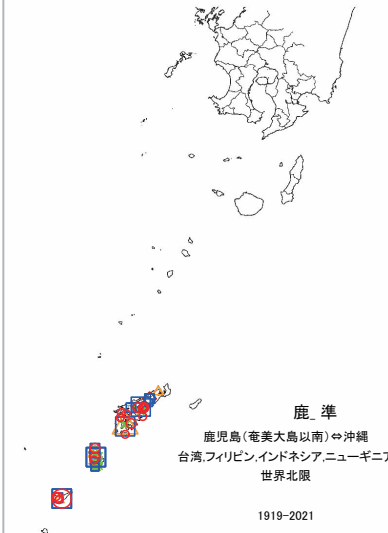 鹿_準
鹿児島(奄美大島以南)⇔沖縄
台湾,フィリピン,インドネシア,ニューギニア
世界北限
1919-2021